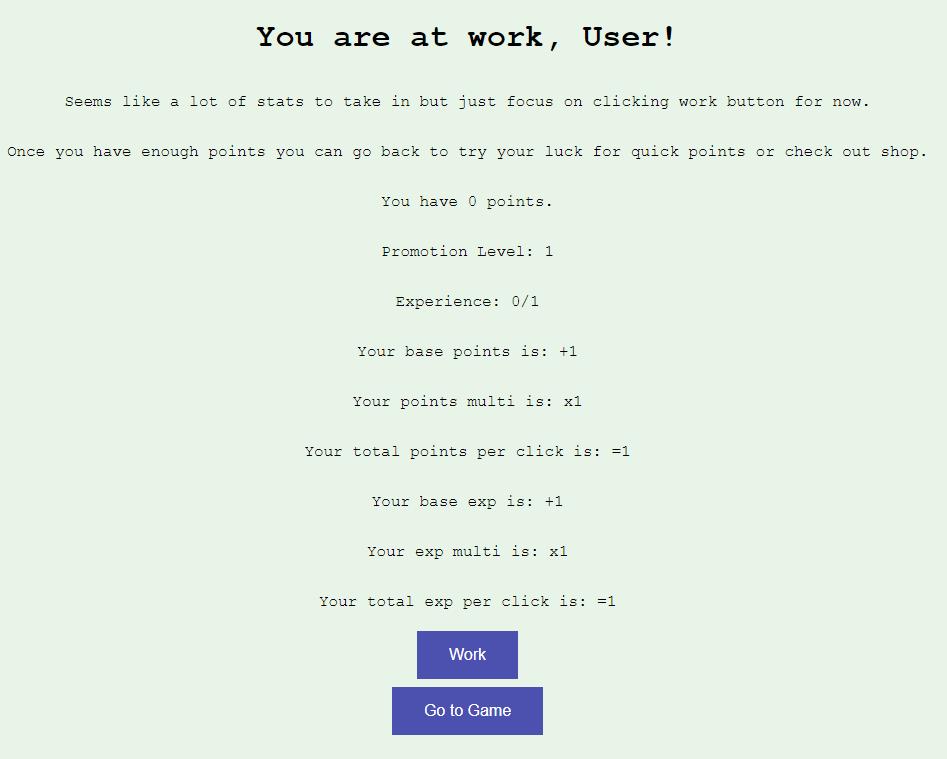 You are at work, User!
Seems like a lot of stats to take in but just focus on clicking work button for now.
Once you have enough points you can go back to try your luck for quick points or check out shop.
You have 0 points.
Promotion Level: 1
Experience: 0/1
Your base points is: +1
Your points multi is: x1
Your total points per click is: =1
Your base exp is: +1
Your exp multi is: x1
Your total exp per click is: =1
Work
Go to Game